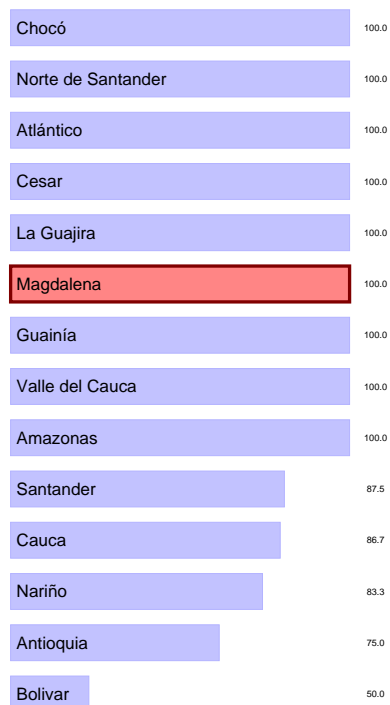 Chocó 100.0
Norte de Santander 100.0
Atlántico 100.0
Cesar 100.0
La Guajira 100.0
Magdalena 100.0
Guainía 100.0
Valle del Cauca 100.0
Amazonas 100.0
Santander 87.5
Cauca 86.7
Nariño 83.3
Antioquia 75.0
Bolivar 50.0